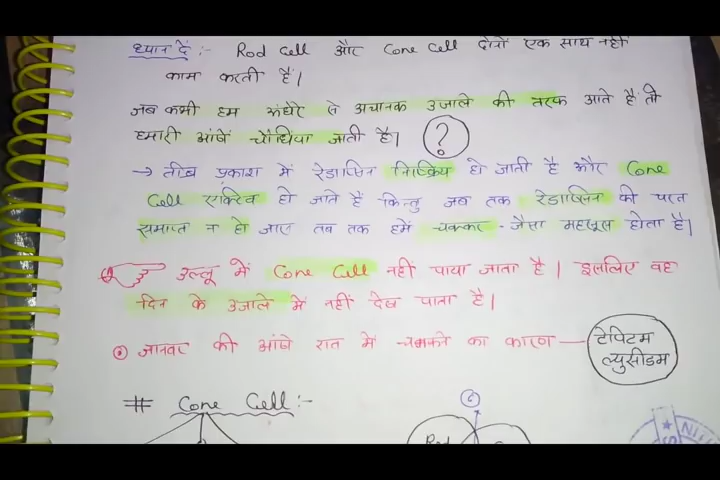 ध्यान दें :- Rod Cell और Cone Cell दोनों एक साथ नहीं
काम करती है।
जब कभी हम अंधेरे से अचानक उजाले की तरफ आते है तो
हमारी आंखें चौंधिया जाती है। ?
→ तीव्र प्रकाश में रेडाप्सिन निष्क्रिय हो जाती है और Cone
Cell एक्टिव हो जाते हैं किन्तु जब तक रेडाप्सिन की परत
समाप्त न हो जाए तब तक हमें चक्कर जैसा महसूस होता है।
उल्लू में Cone Cell नहीं पाया जाता है। इसलिए वह
दिन के उजाले में नहीं देख पाता है।
जानवर की आंखे रात में चमकने का कारण — टेपिटम
ल्युसीडम
# Cone Cell :-
Rod